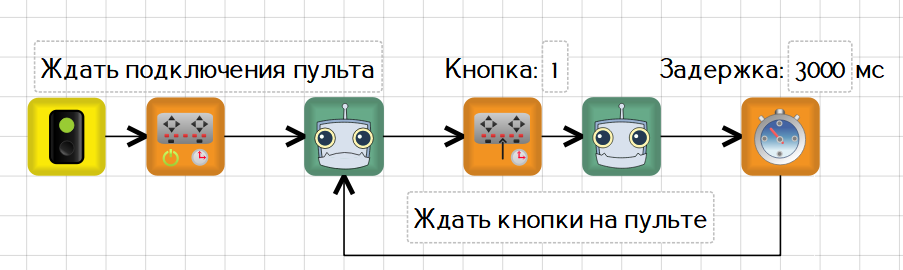 Ждать подключения пульта
Кнопка: 1
Задержка: 3000 мс
Ждать кнопки на пульте